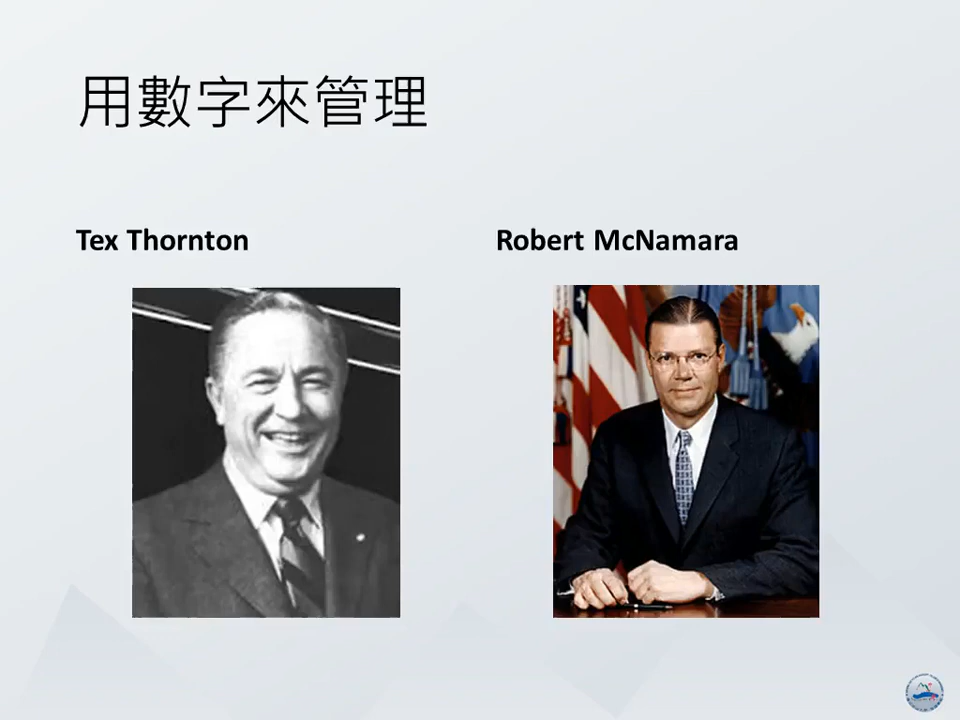 用數字來管理
Tex Thornton
Robert McNamara